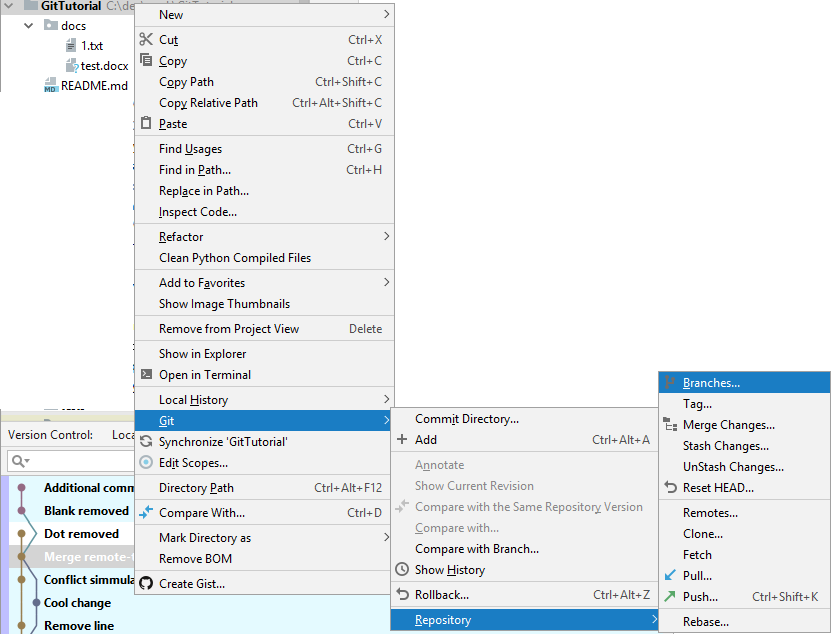 GitTutorial
docs
1.txt
test.docx
README.md
MD
New
Cut Ctrl+X
Copy Ctrl+C
Copy Path Ctrl+Shift+C
Copy Relative Path Ctrl+Alt+Shift+C
Paste Ctrl+V
Find Usages Ctrl+G
Find in Path... Ctrl+H
Replace in Path...
Inspect Code...
Refactor
Clean Python Compiled Files
Add to Favorites
Show Image Thumbnails
Remove from Project View Delete
Show in Explorer
Open in Terminal
Local History
Git
Synchronize 'GitTutorial'
Edit Scopes...
Directory Path Ctrl+Alt+F12
Compare With... Ctrl+D
Mark Directory as
Remove BOM
Create Gist...
Version Control: Loca
Additional comm
Blank removed
Dot removed
Merge remote-t
Conflict simmula
Cool change
Remove line
Commit Directory...
Add Ctrl+Alt+A
Annotate
Show Current Revision
Compare with the Same Repository Version
Compare with...
Compare with Branch...
Show History
Rollback... Ctrl+Alt+Z
Repository
Branches...
Tag...
Merge Changes...
Stash Changes...
UnStash Changes...
Reset HEAD...
Remotes...
Clone...
Fetch
Pull...
Push... Ctrl+Shift+K
Rebase...